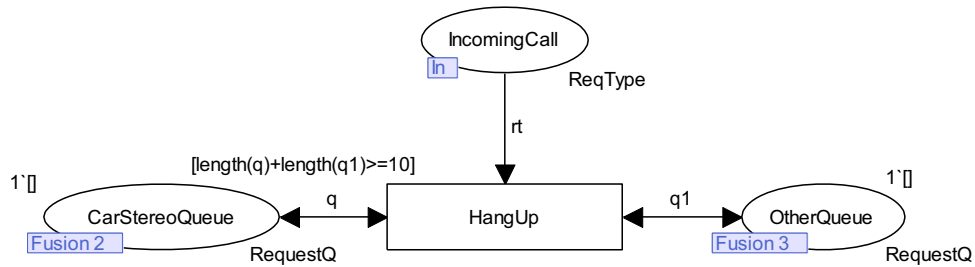 IncomingCall
In
ReqType
rt
[length(q)+length(q1)>=10]
1`[]
1`[]
CarStereoQueue
q
HangUp
q1
OtherQueue
Fusion 2
Fusion 3
RequestQ
RequestQ